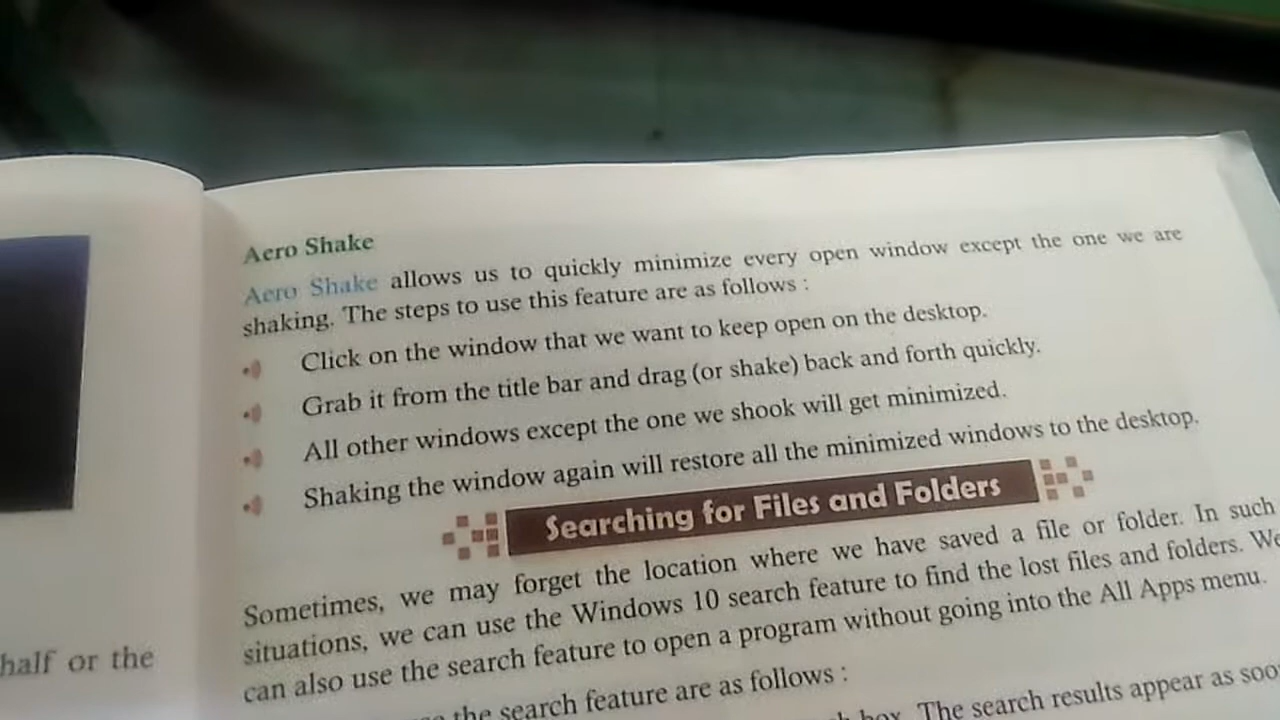 Aero Shake
Aero Shake allows us to quickly minimize every open window except the one we are
shaking. The steps to use this feature are as follows :
Click on the window that we want to keep open on the desktop.
Grab it from the title bar and drag (or shake) back and forth quickly.
All other windows except the one we shook will get minimized.
Shaking the window again will restore all the minimized windows to the desktop.
Searching for Files and Folders
Sometimes, we may forget the location where we have saved a file or folder. In such
situations, we can use the Windows 10 search feature to find the lost files and folders. We
can also use the search feature to open a program without going into the All Apps menu.
the search feature are as follows :
box. The search results appear as
half or the